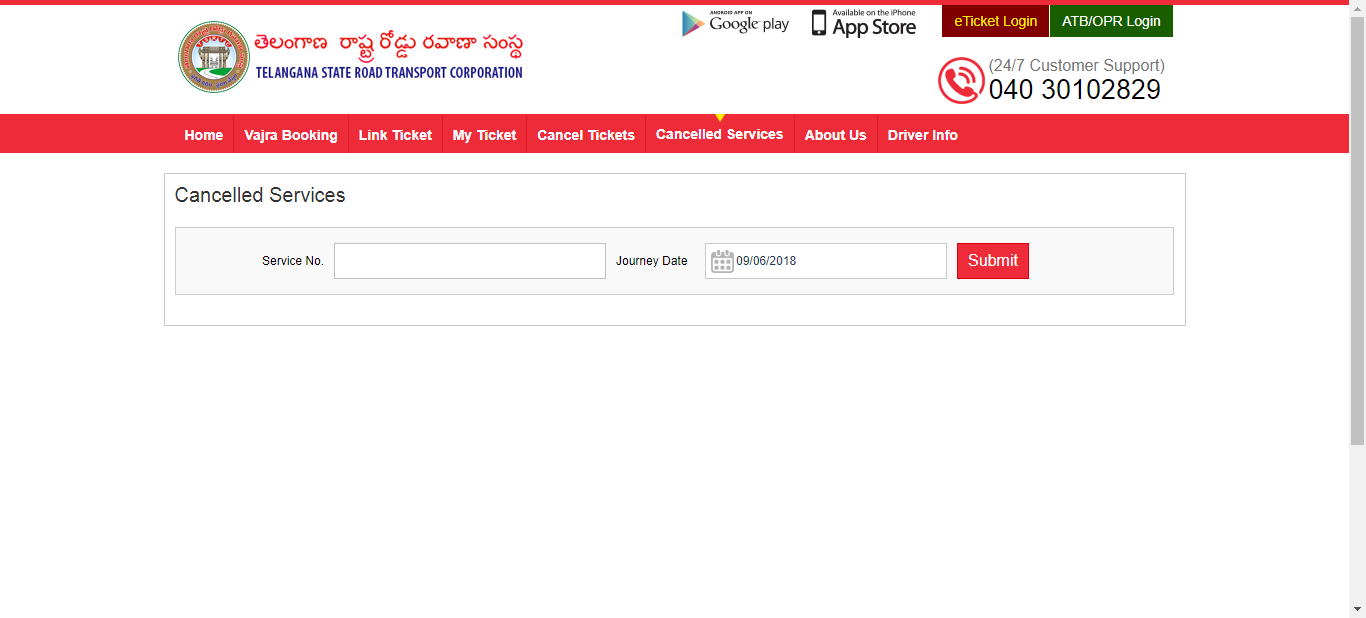 తెలంగాణ రాష్ట్ర రోడ్డు రవాణా సంస్థ
TELANGANA STATE ROAD TRANSPORT CORPORATION
ANDROID APP ON
Google play
Available on the iPhone
App Store
eTicket Login
ATB/OPR Login
(24/7 Customer Support)
040 30102829
Home Vajra Booking Link Ticket My Ticket Cancel Tickets Cancelled Services About Us Driver Info
Cancelled Services
Service No. Journey Date 09/06/2018 Submit